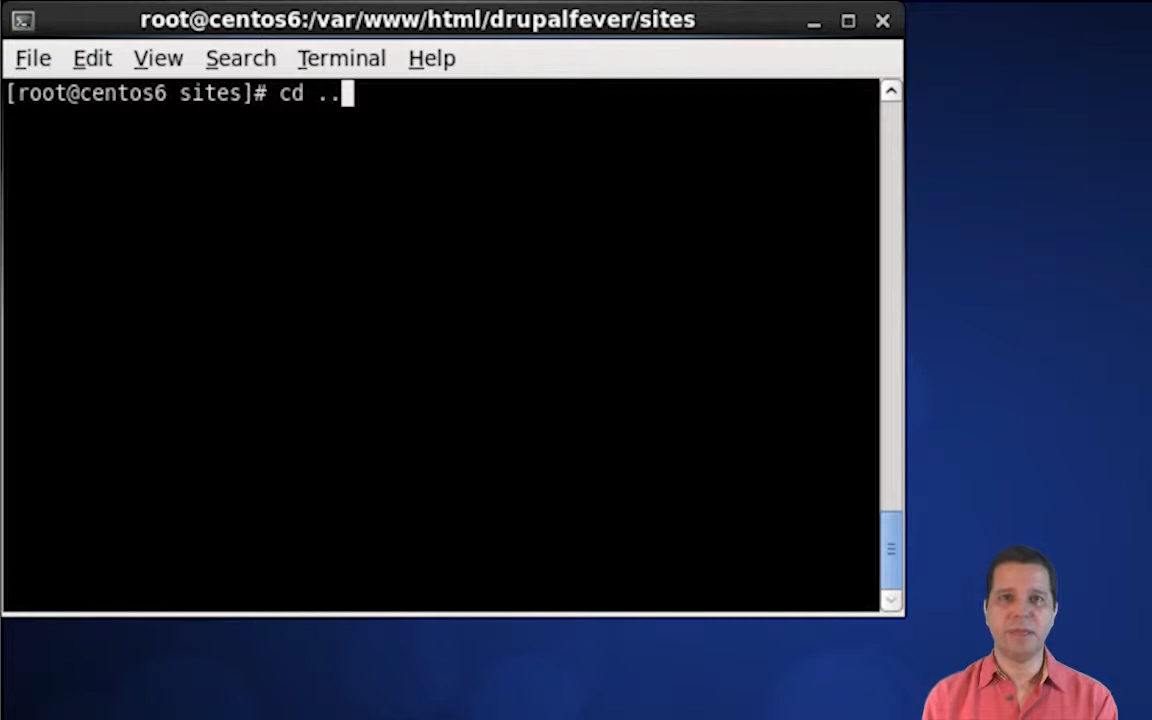 root@centos6:/var/www/html/drupalfever/sites
File Edit View Search Terminal Help
[root@centos6 sites]# cd ..